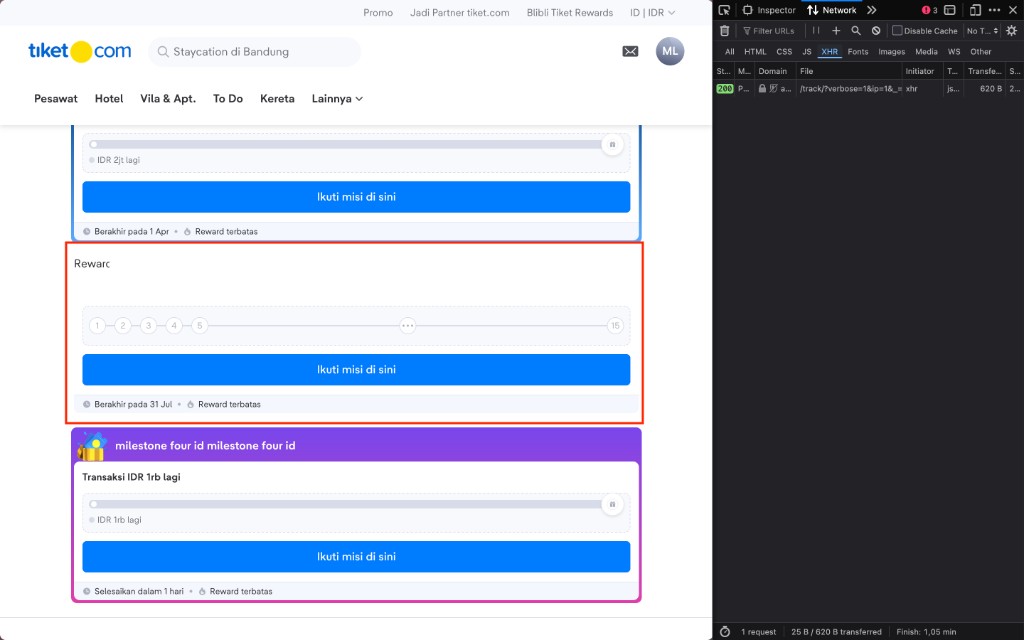 Promo Jadi Partner tiket.com Blibli Tiket Rewards ID | IDR
tiket com Staycation di Bandung ML
Pesawat Hotel Vila & Apt. To Do Kereta Lainnya
IDR 2jt lagi
Ikuti misi di sini
Berakhir pada 1 Apr • Reward terbatas
Rewarc
1 2 3 4 5 ••• 15
Ikuti misi di sini
Berakhir pada 31 Jul • Reward terbatas
milestone four id milestone four id
Transaksi IDR 1rb lagi
IDR 1rb lagi
Ikuti misi di sini
Selesaikan dalam 1 hari • Reward terbatas
Inspector Network 3
Filter URLs Disable Cache No T...
All HTML CSS JS XHR Fonts Images Media WS Other
St... M... Domain File Initiator T... Transfe... S...
200 P... a... /track/?verbose=1&ip=1&_= xhr js... 620 B 2...
1 request 25 B / 620 B transferred Finish: 1,05 min